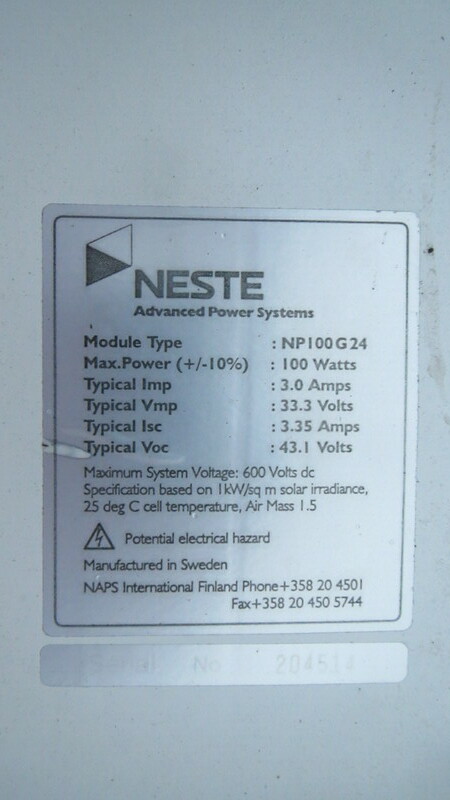 NESTE
Advanced Power Systems
Module Type : NP100G24
Max.Power (+/-10%) : 100 Watts
Typical Imp : 3.0 Amps
Typical Vmp : 33.3 Volts
Typical Isc : 3.35 Amps
Typical Voc : 43.1 Volts
Maximum System Voltage: 600 Volts dc
Specification based on 1kW/sq m solar irradiance,
25 deg C cell temperature, Air Mass 1.5
Potential electrical hazard
Manufactured in Sweden
NAPS International Finland Phone+358 20 4501
Fax+358 20 450 5744
Serial No